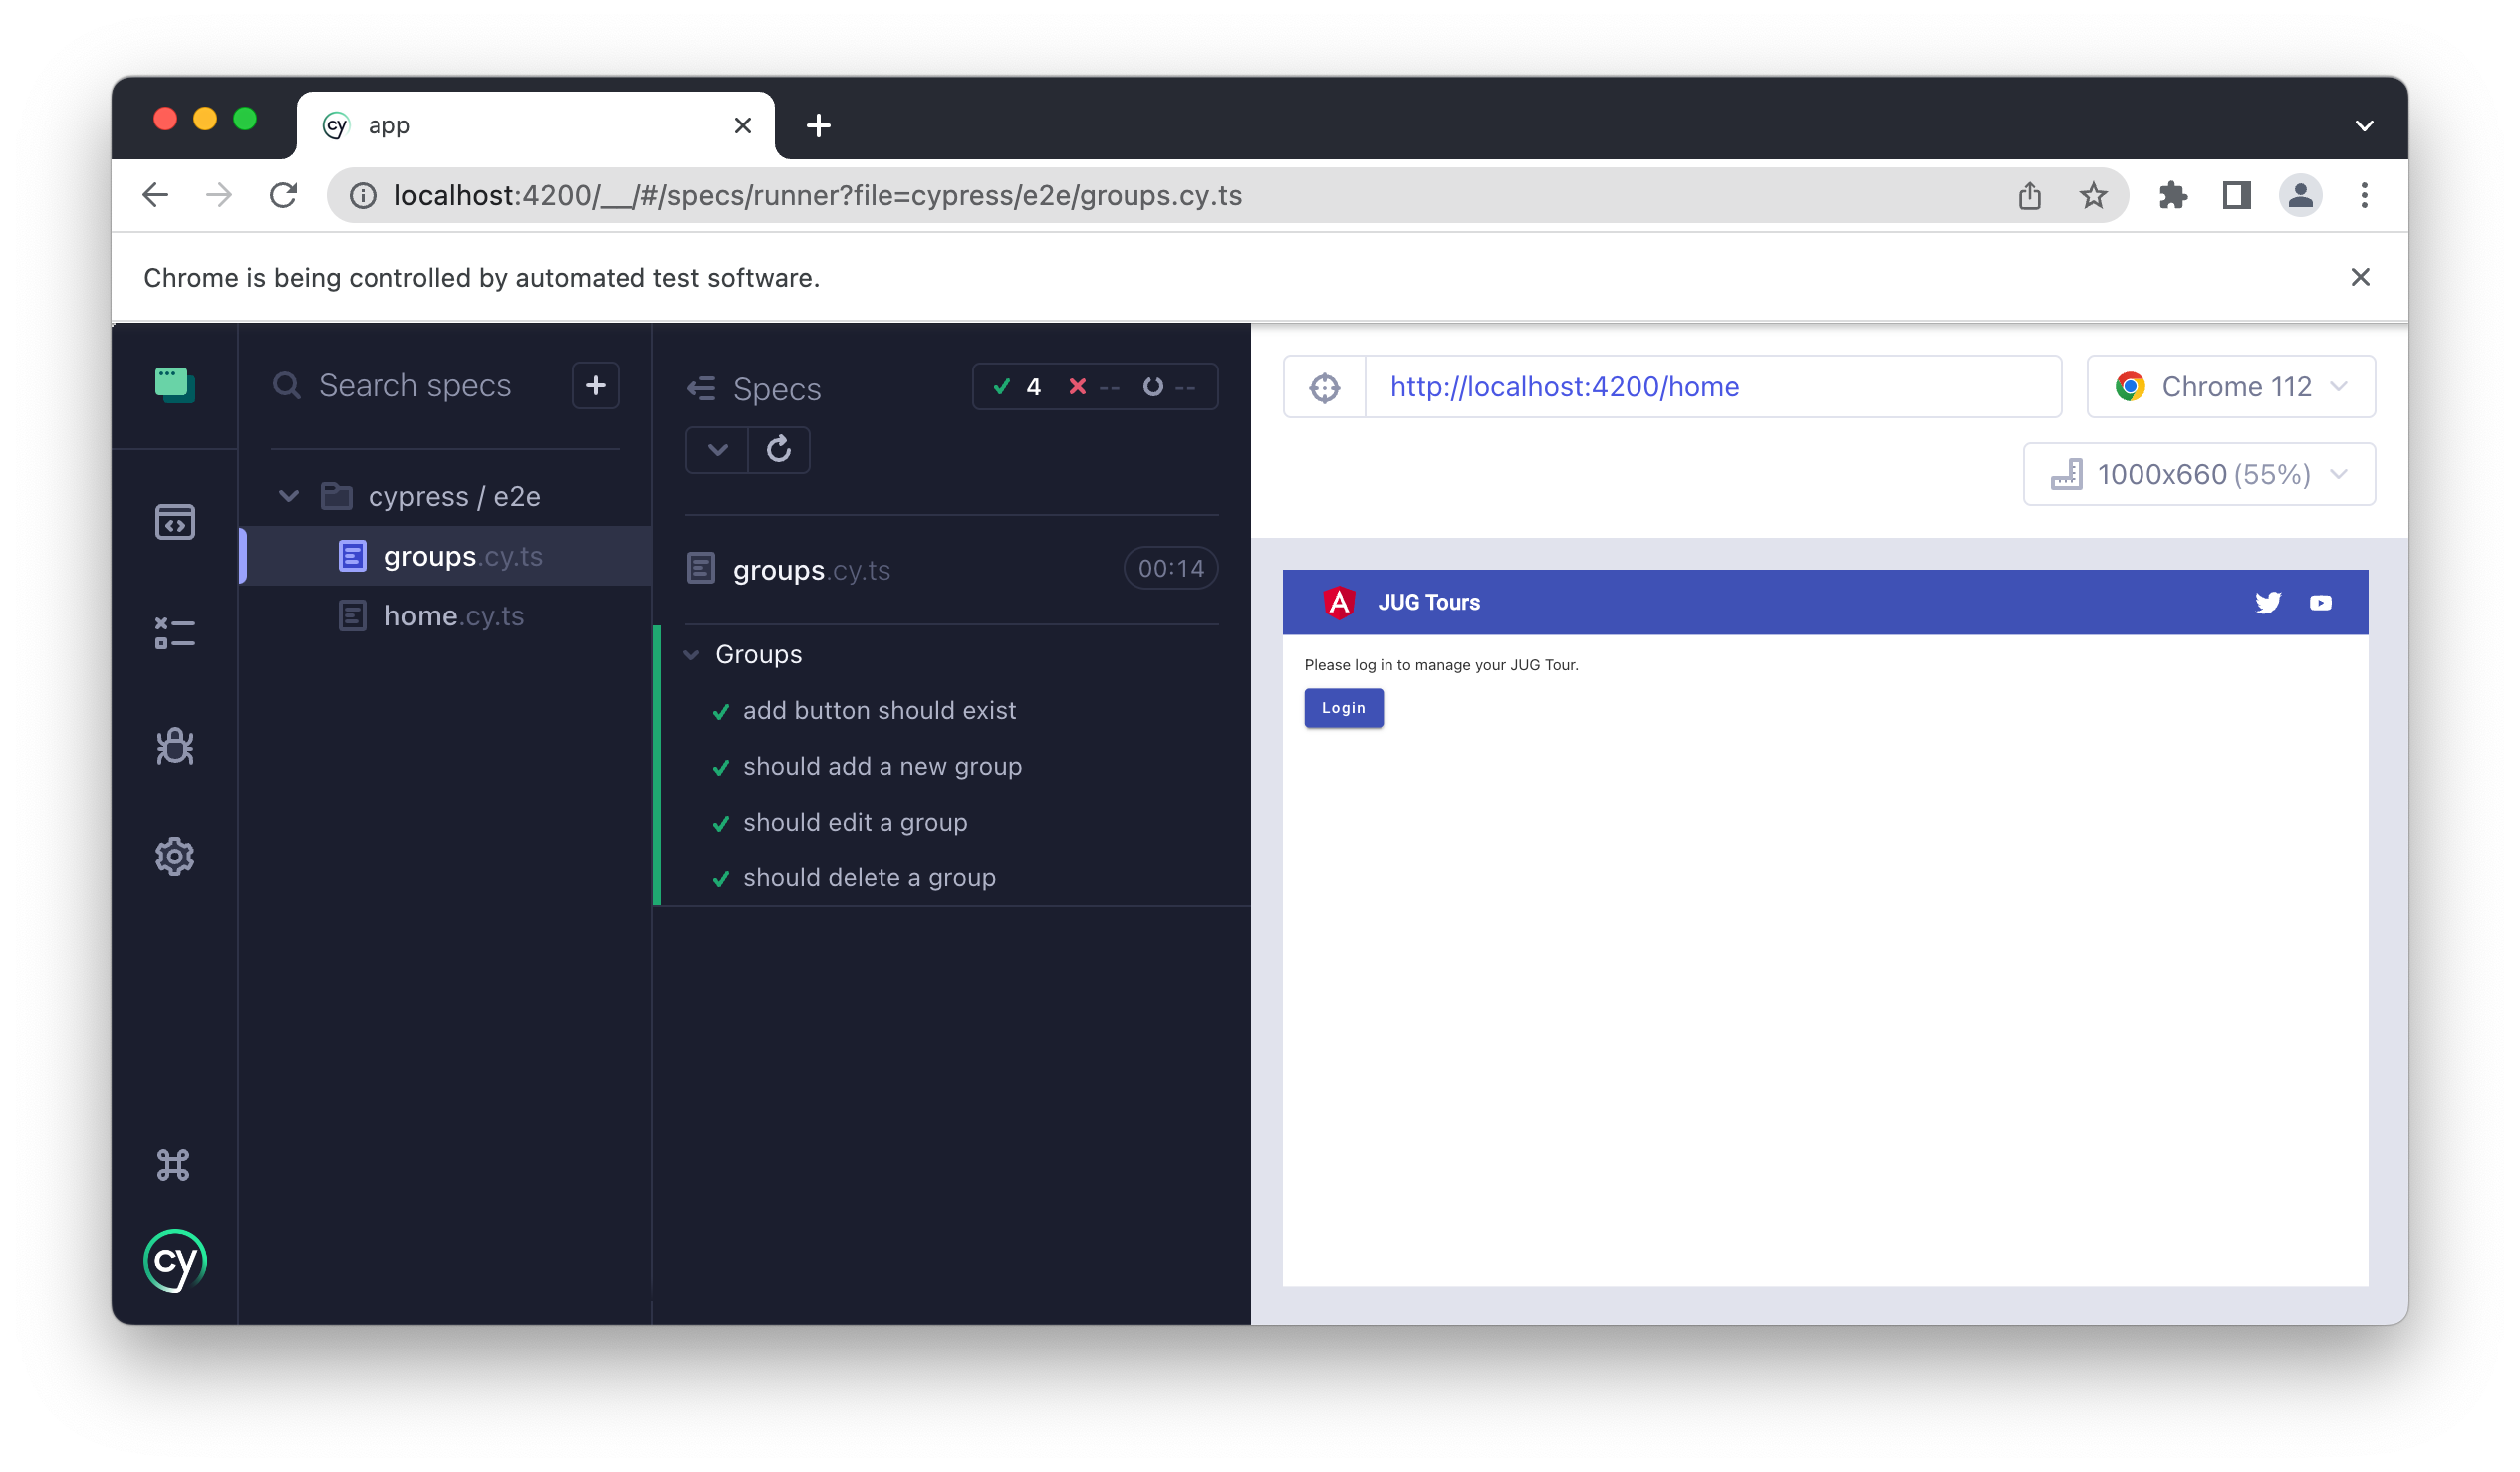 app
localhost:4200/__/#/specs/runner?file=cypress/e2e/groups.cy.ts
Chrome is being controlled by automated test software.
Search specs
cypress / e2e
groups.cy.ts
home.cy.ts
cy
Specs
4 -- --
groups.cy.ts 00:14
Groups
add button should exist
should add a new group
should edit a group
should delete a group
http://localhost:4200/home
Chrome 112
1000x660 (55%)
A JUG Tours
Please log in to manage your JUG Tour.
Login